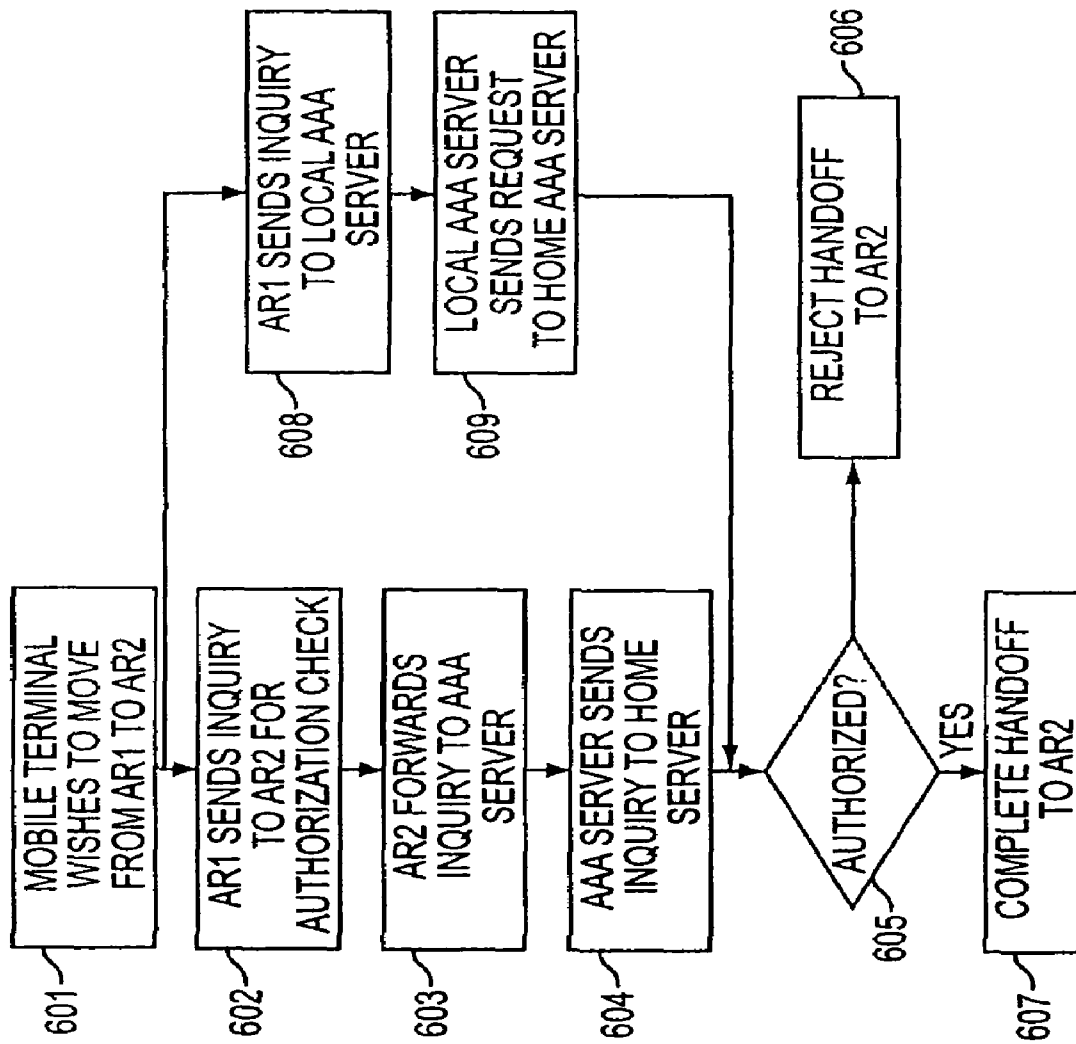 601
MOBILE TERMINAL
WISHES TO MOVE
FROM AR1 TO AR2
602
AR1 SENDS INQUIRY
TO AR2 FOR
AUTHORIZATION CHECK
603
AR2 FORWARDS
INQUIRY TO AAA
SERVER
604
AAA SERVER SENDS
INQUIRY TO HOME
SERVER
605
AUTHORIZED?
YES
607
COMPLETE HANDOFF
TO AR2
608
AR1 SENDS INQUIRY
TO LOCAL AAA
SERVER
609
LOCAL AAA SERVER
SENDS REQUEST
TO HOME AAA SERVER
606
REJECT HANDOFF
TO AR2